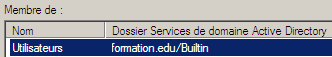 Membre de :
Nom Dossier Services de domaine Active Directory
Utilisateurs formation.edu/Builtin